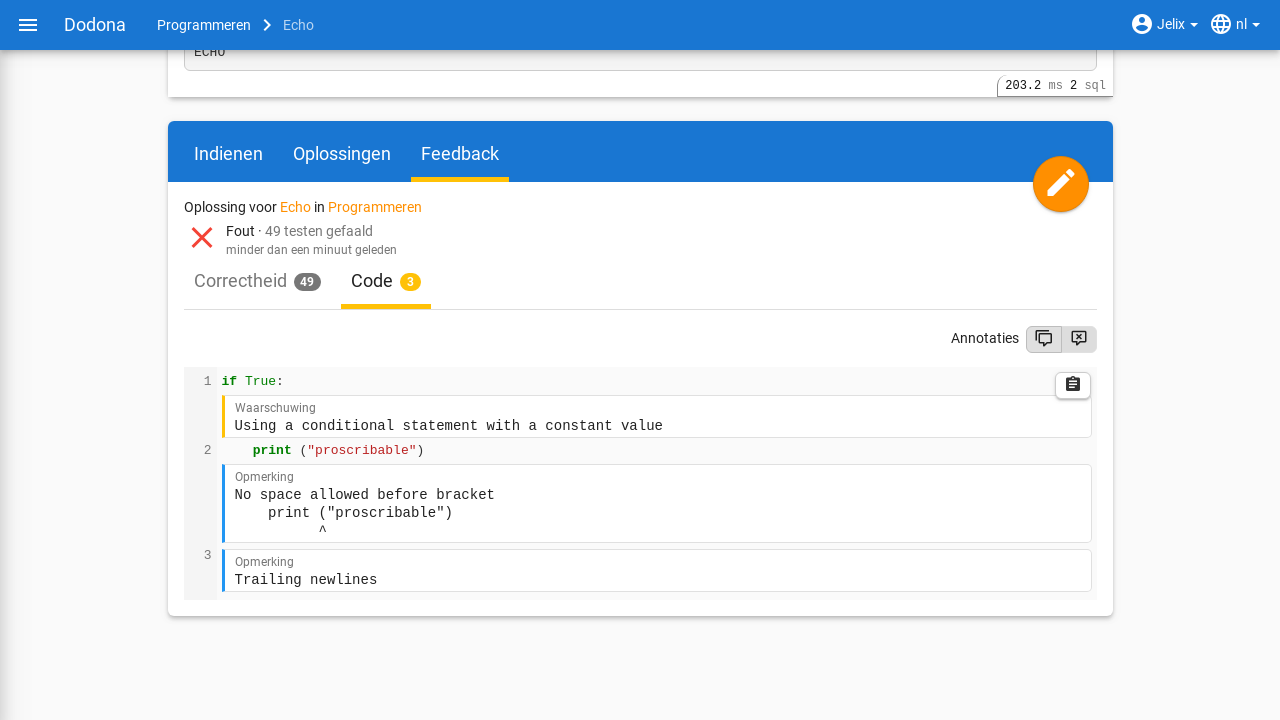 Dodona Programmeren Echo Jelix nl
ECHO
203.2 ms 2 sql
Indienen Oplossingen Feedback
Oplossing voor Echo in Programmeren
Fout · 49 testen gefaald
minder dan een minuut geleden
Correctheid 49 Code 3
Annotaties
1 if True:
Waarschuwing
Using a conditional statement with a constant value
2 print ("proscribable")
Opmerking
No space allowed before bracket
print ("proscribable")
^
3
Opmerking
Trailing newlines